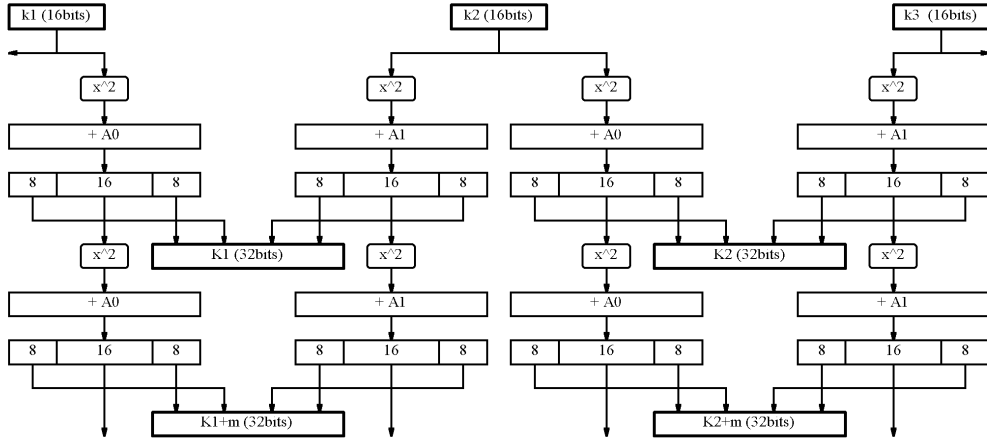 k1 (16bits) k2 (16bits) k3 (16bits)
x^2 x^2 x^2 x^2
+ A0 + A1 + A0 + A1
8 16 8 8 16 8 8 16 8 8 16 8
x^2 K1 (32bits) x^2 x^2 K2 (32bits) x^2
+ A0 + A1 + A0 + A1
8 16 8 8 16 8 8 16 8 8 16 8
K1+m (32bits) K2+m (32bits)